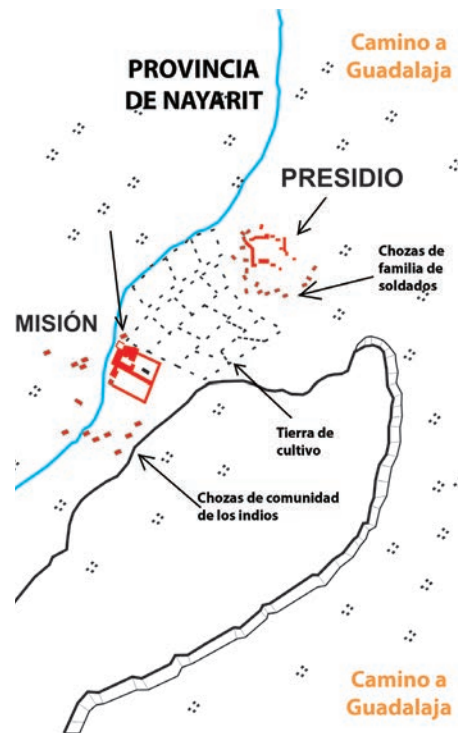 Camino a
Guadalaja
PROVINCIA
DE NAYARIT
PRESIDIO
Chozas de
familia de
soldados
MISIÓN
Tierra de
cultivo
Chozas de comunidad
de los indios
Camino a
Guadalaja